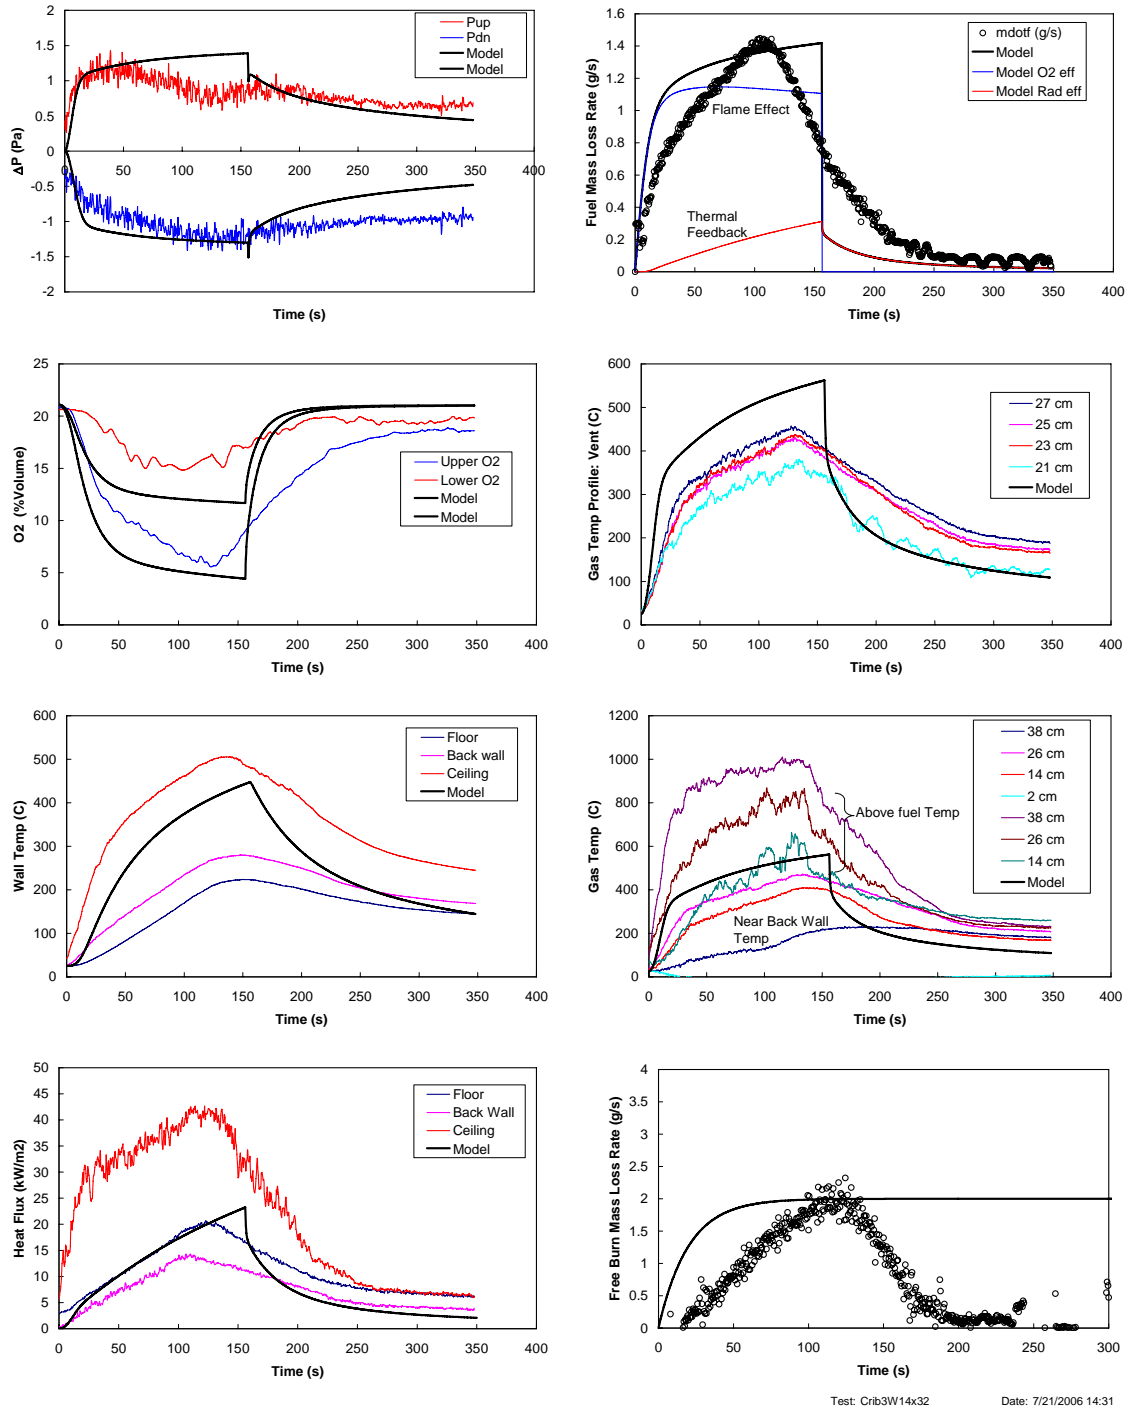 Pup
Pdn
Model
Model
2
1.5
1
0.5
0
-0.5
-1
-1.5
-2
0 50 100 150 200 250 300 350 400
ΔP (Pa)
Time (s)
mdotf (g/s)
Model
Model O2 eff
Model Rad eff
Flame Effect
Thermal
Feedback
1.6
1.4
1.2
1
0.8
0.6
0.4
0.2
0
0 50 100 150 200 250 300 350 400
Fuel Mass Loss Rate (g/s)
Time (s)
25
20
15
10
5
0
0 50 100 150 200 250 300 350 400
O2 (%Volume)
Time (s)
Upper O2
Lower O2
Model
Model
600
500
400
300
200
100
0
0 50 100 150 200 250 300 350 400
Gas Temp Profile: Vent (C)
Time (s)
27 cm
25 cm
23 cm
21 cm
Model
600
500
400
300
200
100
0
0 50 100 150 200 250 300 350 400
Wall Temp (C)
Time (s)
Floor
Back wall
Ceiling
Model
1200
1000
800
600
400
200
0
0 50 100 150 200 250 300 350 400
Gas Temp (C)
Time (s)
38 cm
26 cm
14 cm
2 cm
38 cm
26 cm
14 cm
Model
Above fuel Temp
Near Back Wall
Temp
50
45
40
35
30
25
20
15
10
5
0
0 50 100 150 200 250 300 350 400
Heat Flux (kW/m2)
Time (s)
Floor
Back Wall
Ceiling
Model
4
3.5
3
2.5
2
1.5
1
0.5
0
0 50 100 150 200 250 300
Free Burn Mass Loss Rate (g/s)
Time (s)
Test: Crib3W14x32 Date: 7/21/2006 14:31